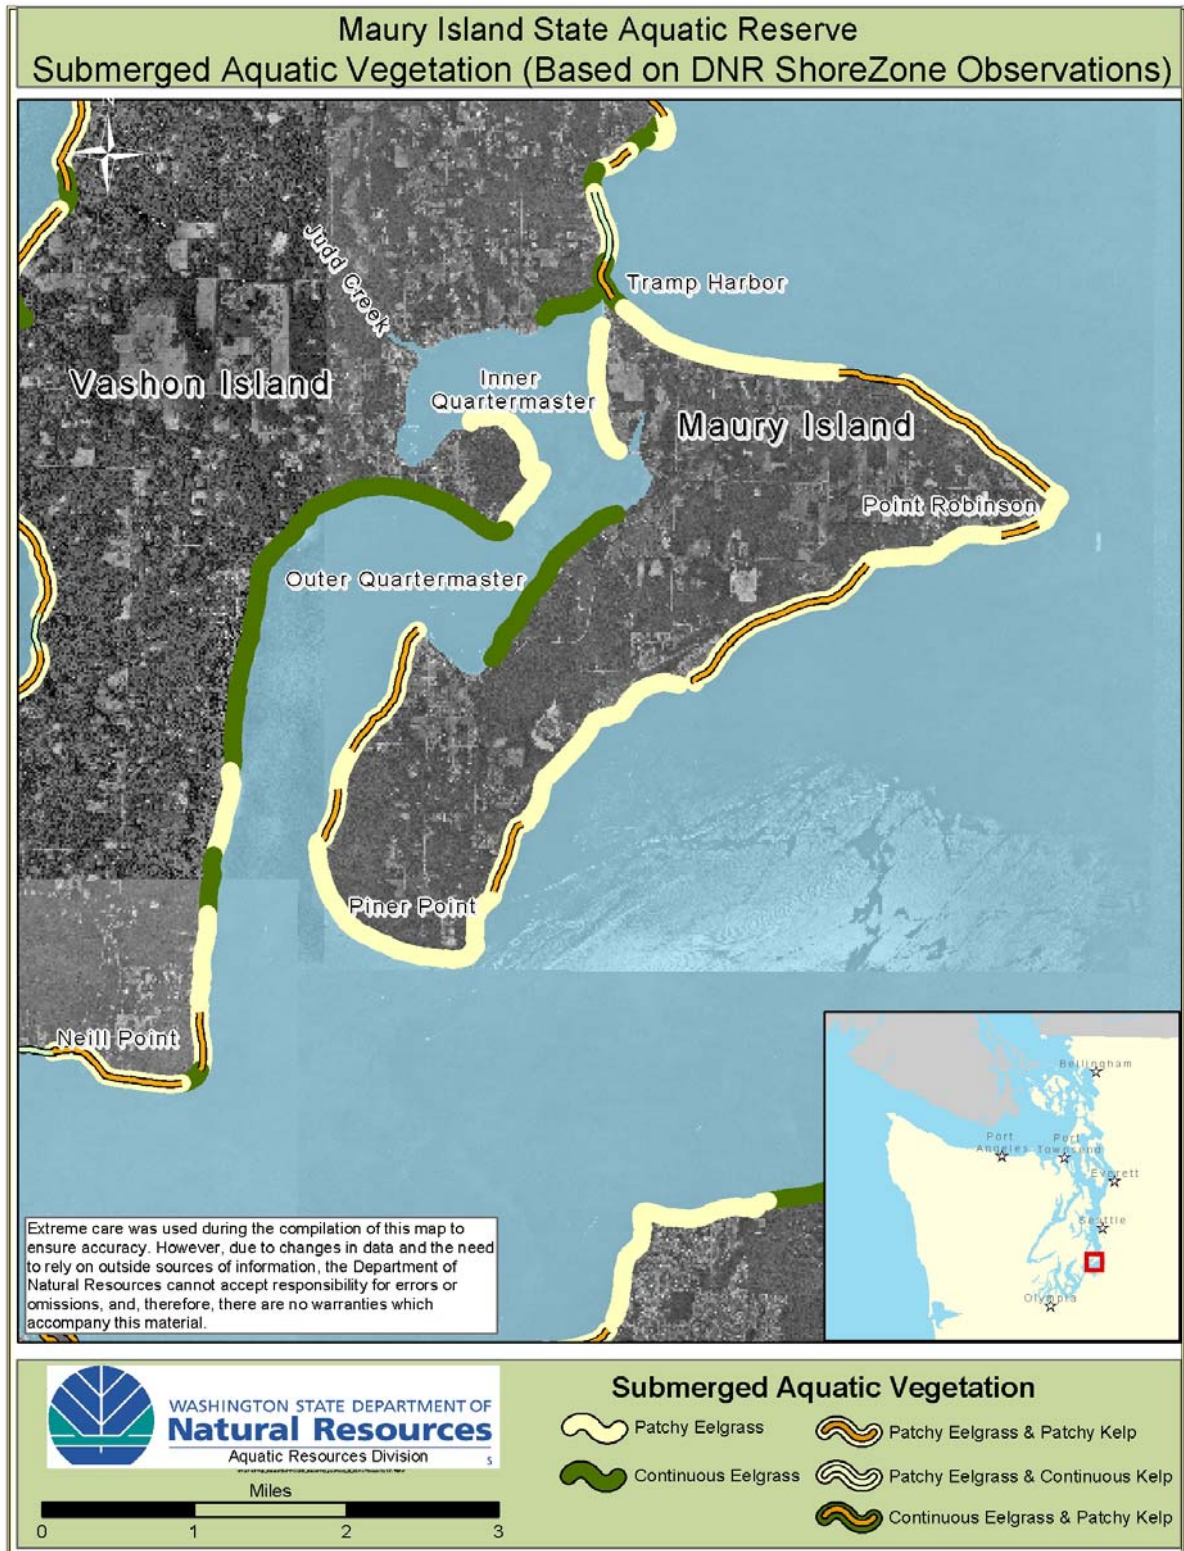 Maury Island State Aquatic Reserve
Submerged Aquatic Vegetation (Based on DNR ShoreZone Observations)
Judd Creek
Tramp Harbor
Vashon Island
Inner
Quartermaster
Maury Island
Point Robinson
Outer Quartermaster
Piner Point
Neill Point
Bellingham
Port
Angeles
Port
Townsend
Everett
Seattle
Olympia
Extreme care was used during the compilation of this map to
ensure accuracy. However, due to changes in data and the need
to rely on outside sources of information, the Department of
Natural Resources cannot accept responsibility for errors or
omissions, and, therefore, there are no warranties which
accompany this material.
WASHINGTON STATE DEPARTMENT OF
Natural Resources
Aquatic Resources Division
s
Miles
0 1 2 3
Submerged Aquatic Vegetation
Patchy Eelgrass
Continuous Eelgrass
Patchy Eelgrass & Patchy Kelp
Patchy Eelgrass & Continuous Kelp
Continuous Eelgrass & Patchy Kelp